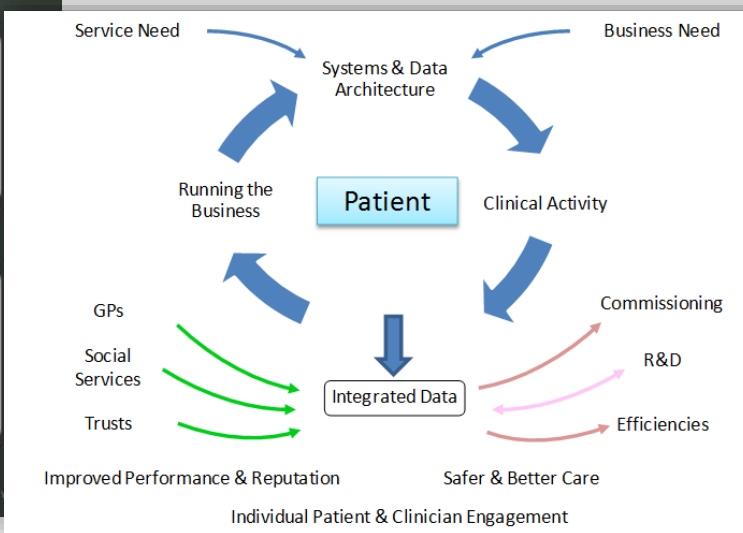 Service Need
Business Need
Systems & Data
Architecture
Running the
Business
Patient
Clinical Activity
GPs
Social
Services
Trusts
Integrated Data
Commissioning
R&D
Efficiencies
Improved Performance & Reputation
Safer & Better Care
Individual Patient & Clinician Engagement